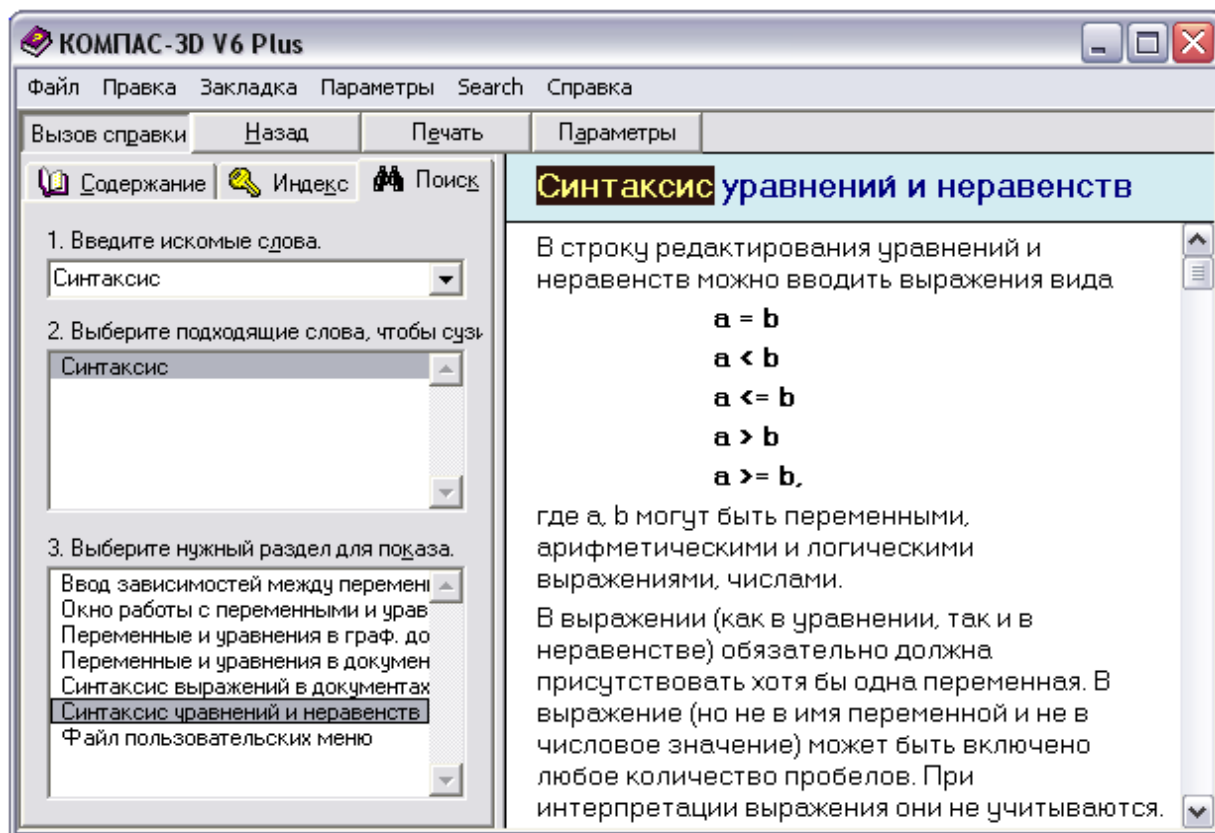 КОМПАС-3D V6 Plus
Файл Правка Закладка Параметры Search Справка
Вызов справки Назад Печать Параметры
Содержание Индекс Поиск
1. Введите искомые слова.
Синтаксис
2. Выберите подходящие слова, чтобы сузи
Синтаксис
3. Выберите нужный раздел для показа.
Ввод зависимостей между перемен
Окно работы с переменными и урав
Переменные и уравнения в граф. до
Переменные и уравнения в докумен
Синтаксис выражений в документах
Синтаксис уравнений и неравенств
Файл пользовательских меню
Синтаксис уравнений и неравенств
В строку редактирования уравнений и
неравенств можно вводить выражения вида
a = b
a < b
a <= b
a > b
a >= b,
где a, b могут быть переменными,
арифметическими и логическими
выражениями, числами.
В выражении (как в уравнении, так и в
неравенстве) обязательно должна
присутствовать хотя бы одна переменная. В
выражение (но не в имя переменной и не в
числовое значение) может быть включено
любое количество пробелов. При
интерпретации выражения они не учитываются.